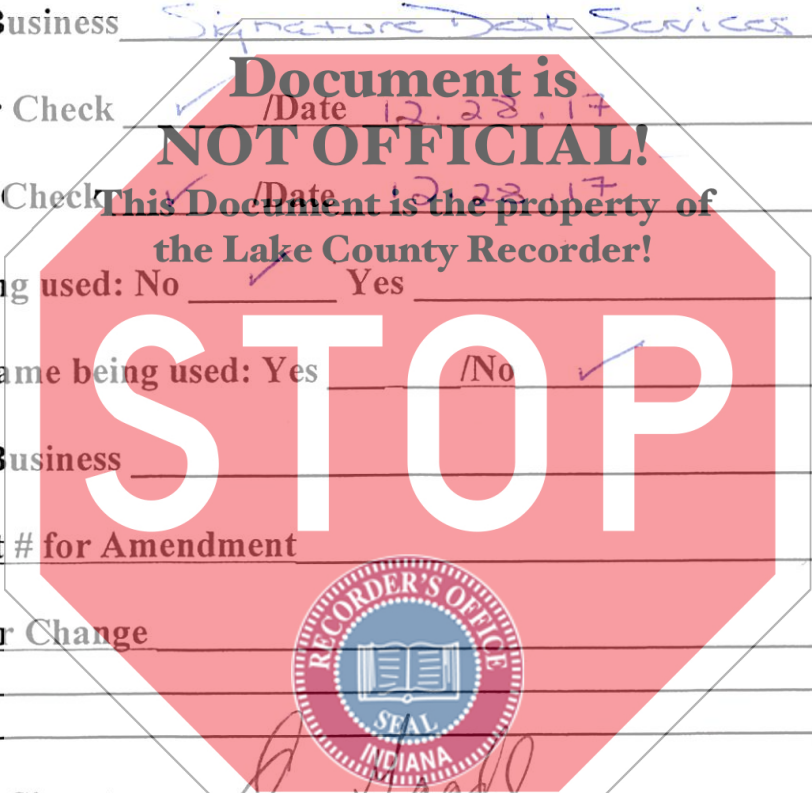 Business Signature Desk Services
Document is
Check ✓ /Date 12.28.17
NOT OFFICIAL!
Check ✓ /Date 12.28.17
This Document is the property of
the Lake County Recorder!
ng used: No ✓ Yes
STOP
ame being used: Yes /No ✓
Business
# for Amendment
r Change
RECORDER'S OFFICE
SEAL
INDIANA